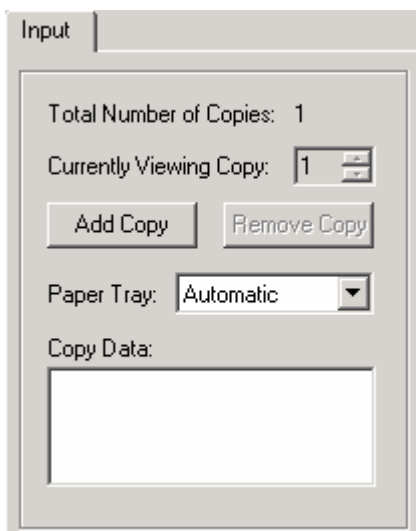 Input
Total Number of Copies: 1
Currently Viewing Copy: 1
Add Copy Remove Copy
Paper Tray: Automatic
Copy Data: